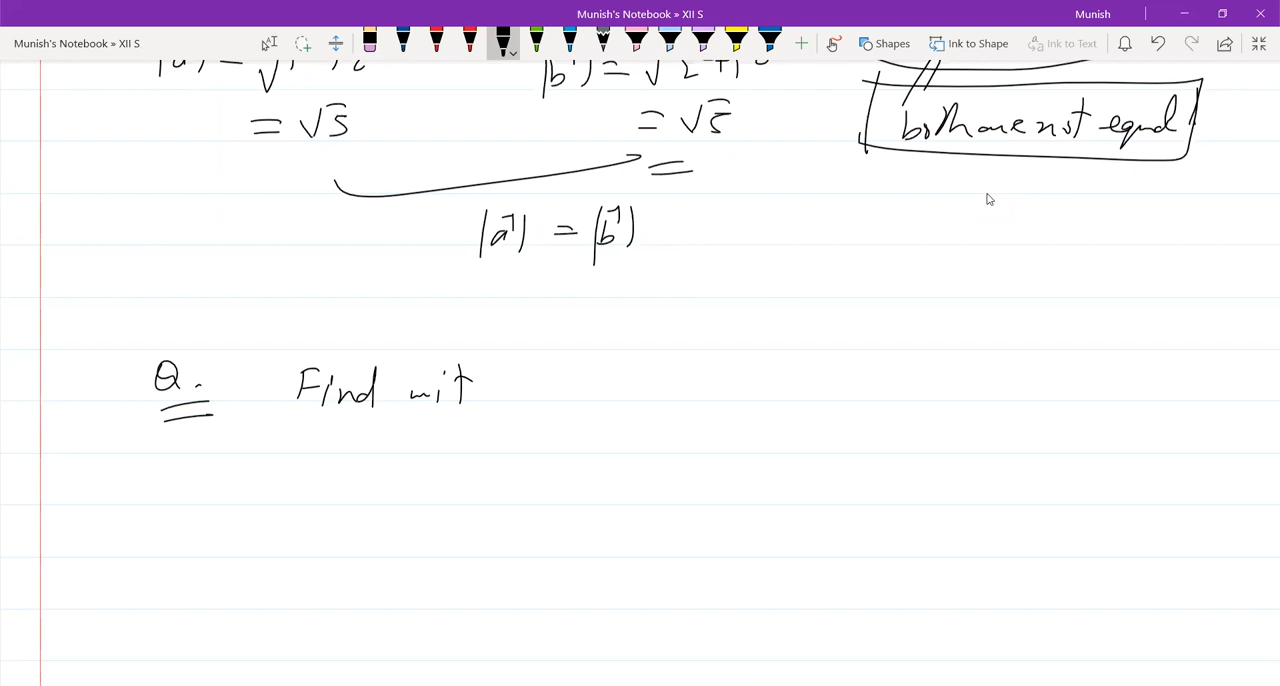 Munish's Notebook » XII S
Munish
Munish's Notebook » XII S
Shapes
Ink to Shape
Ink to Text
= √5
= √5
both are not equal
|a⃗| = |b⃗|
Q. Find unit